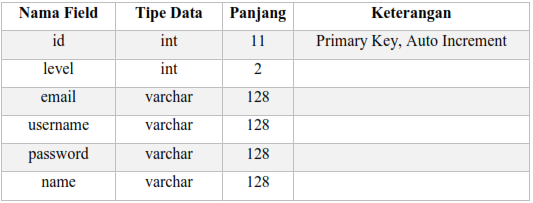 Nama Field Tipe Data Panjang Keterangan
id int 11 Primary Key, Auto Increment
level int 2
email varchar 128
username varchar 128
password varchar 128
name varchar 128